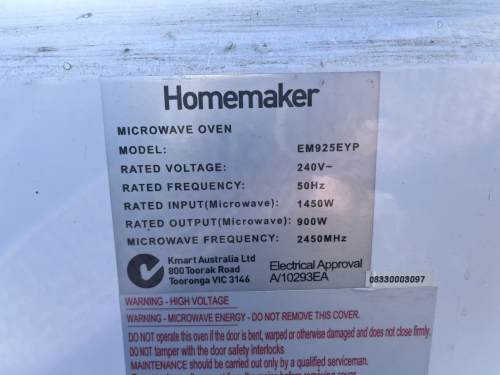 Homemaker
MICROWAVE OVEN
MODEL: EM925EYP
RATED VOLTAGE: 240V~
RATED FREQUENCY: 50Hz
RATED INPUT(Microwave): 1450W
RATED OUTPUT(Microwave): 900W
MICROWAVE FREQUENCY: 2450MHz
Kmart Australia Ltd
800 Toorak Road
Tooronga VIC 3146
Electrical Approval
A/10293EA
08330003097
WARNING - HIGH VOLTAGE
WARNING - MICROWAVE ENERGY - DO NOT REMOVE THIS COVER.
DO NOT operate this oven if the door is bent, warped or otherwise damaged and does not close firmly.
DO NOT tamper with the door safety interlocks
MAINTENANCE should be carried out only by a qualified serviceman.